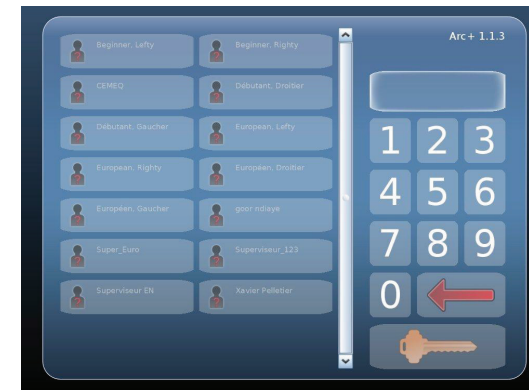 Arc+ 1.1.3
Beginner, Lefty
Beginner, Righty
CEMEQ
Débutant, Droitier
Débutant, Gaucher
European, Lefty
European, Righty
Européen, Droitier
Européen, Gaucher
goor ndiaye
Super_Euro
Superviseur_123
Superviseur EN
Xavier Pelletier
1 2 3
4 5 6
7 8 9
0